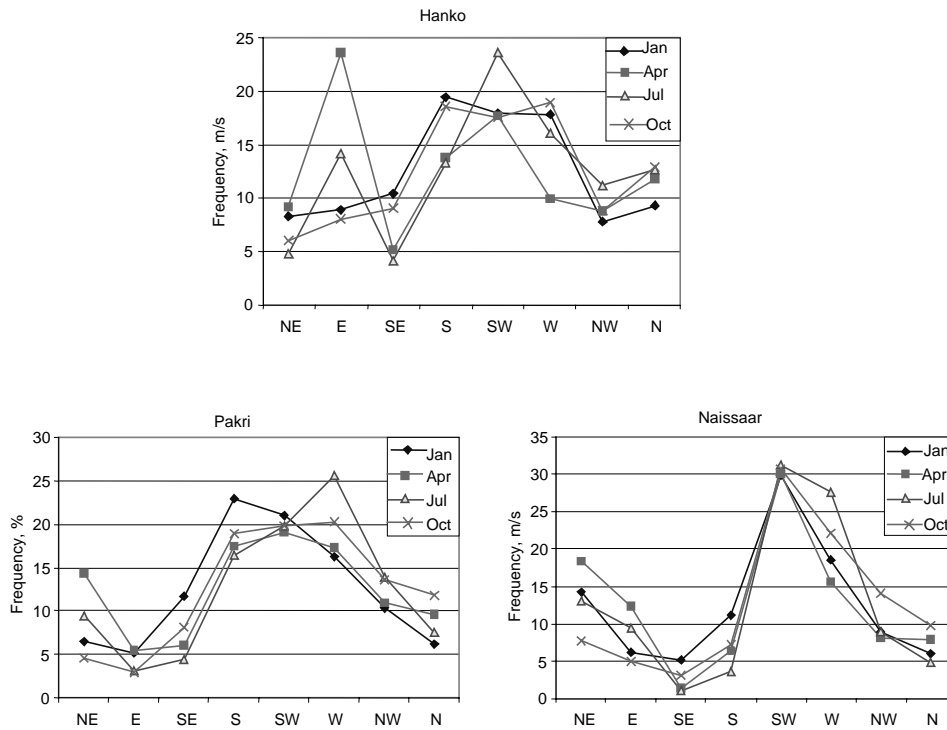 Hanko
Frequency, m/s
25
20
15
10
5
0
NE E SE S SW W NW N
Jan
Apr
Jul
Oct
Pakri
Frequency, %
30
25
20
15
10
5
0
NE E SE S SW W NW N
Jan
Apr
Jul
Oct
Naissaar
Frequency, m/s
35
30
25
20
15
10
5
0
NE E SE S SW W NW N
Jan
Apr
Jul
Oct